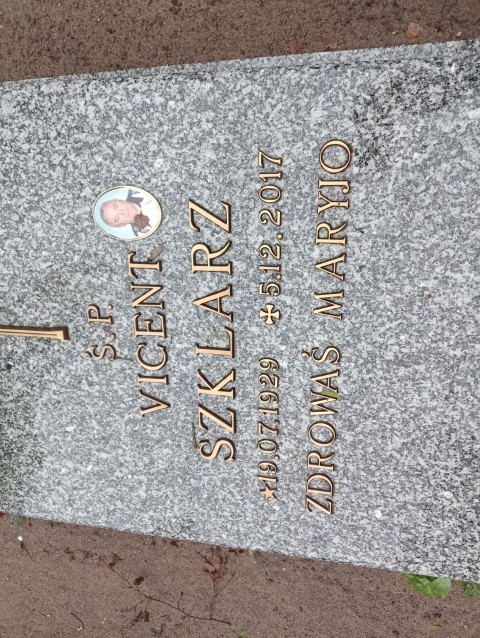 Ś.P.
VICENT
SZKLARZ
★19.07.1929 ✠5.12.2017
ZDROWAŚ MARYJO